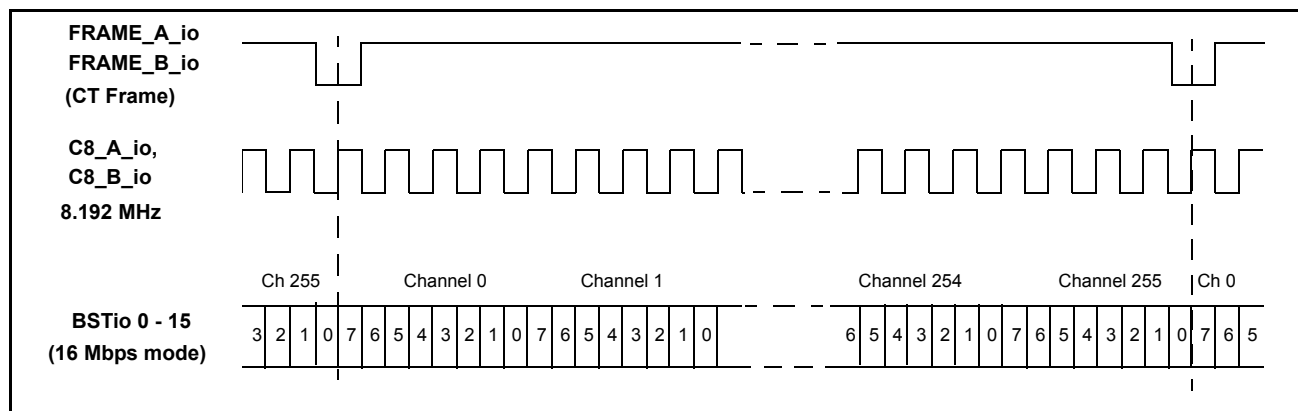 FRAME_A_io
FRAME_B_io
(CT Frame)
C8_A_io,
C8_B_io
8.192 MHz
Ch 255 Channel 0 Channel 1 Channel 254 Channel 255 Ch 0
BSTio 0 - 15
(16 Mbps mode)
3 2 1 0 7 6 5 4 3 2 1 0 7 6 5 4 3 2 1 0 6 5 4 3 2 1 0 7 6 5 4 3 2 1 0 7 6 5